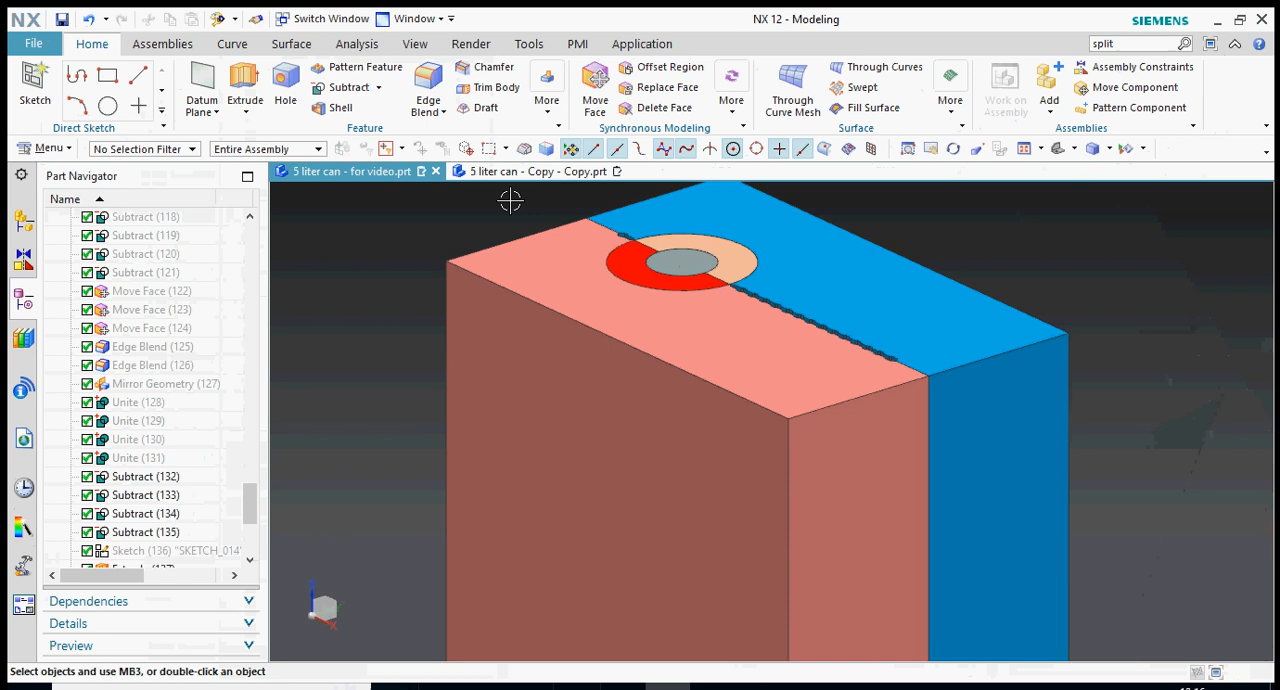 NX
Switch Window
Window
NX 12 - Modeling
SIEMENS
File
Home
Assemblies
Curve
Surface
Analysis
View
Render
Tools
PMI
Application
split
Sketch
Direct Sketch
Datum
Plane
Extrude
Hole
Pattern Feature
Subtract
Shell
Edge
Blend
Chamfer
Trim Body
Draft
More
Feature
Move
Face
Offset Region
Replace Face
Delete Face
More
Synchronous Modeling
Through
Curve Mesh
Through Curves
Swept
Fill Surface
More
Surface
Work on
Assembly
Add
Assembly Constraints
Move Component
Pattern Component
Assemblies
Menu
No Selection Filter
Entire Assembly
Part Navigator
5 liter can - for video.prt
5 liter can - Copy - Copy.prt
Name
Subtract (118)
Subtract (119)
Subtract (120)
Subtract (121)
Move Face (122)
Move Face (123)
Move Face (124)
Edge Blend (125)
Edge Blend (126)
Mirror Geometry (127)
Unite (128)
Unite (129)
Unite (130)
Unite (131)
Subtract (132)
Subtract (133)
Subtract (134)
Subtract (135)
Sketch (136) "SKETCH_014"
Dependencies
Details
Preview
Select objects and use MB3, or double-click an object